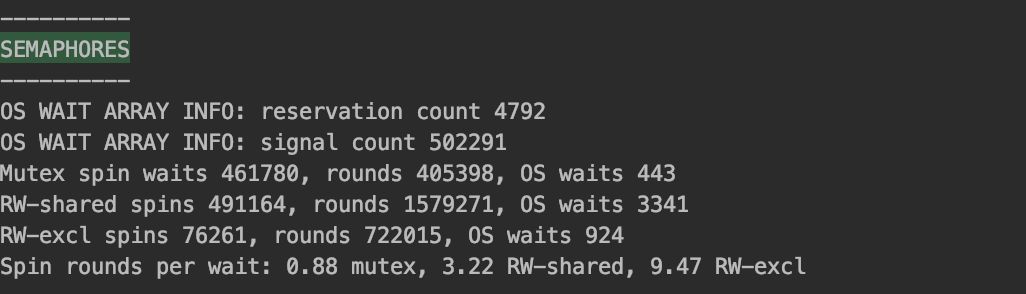 ----------
SEMAPHORES
----------
OS WAIT ARRAY INFO: reservation count 4792
OS WAIT ARRAY INFO: signal count 502291
Mutex spin waits 461780, rounds 405398, OS waits 443
RW-shared spins 491164, rounds 1579271, OS waits 3341
RW-excl spins 76261, rounds 722015, OS waits 924
Spin rounds per wait: 0.88 mutex, 3.22 RW-shared, 9.47 RW-excl